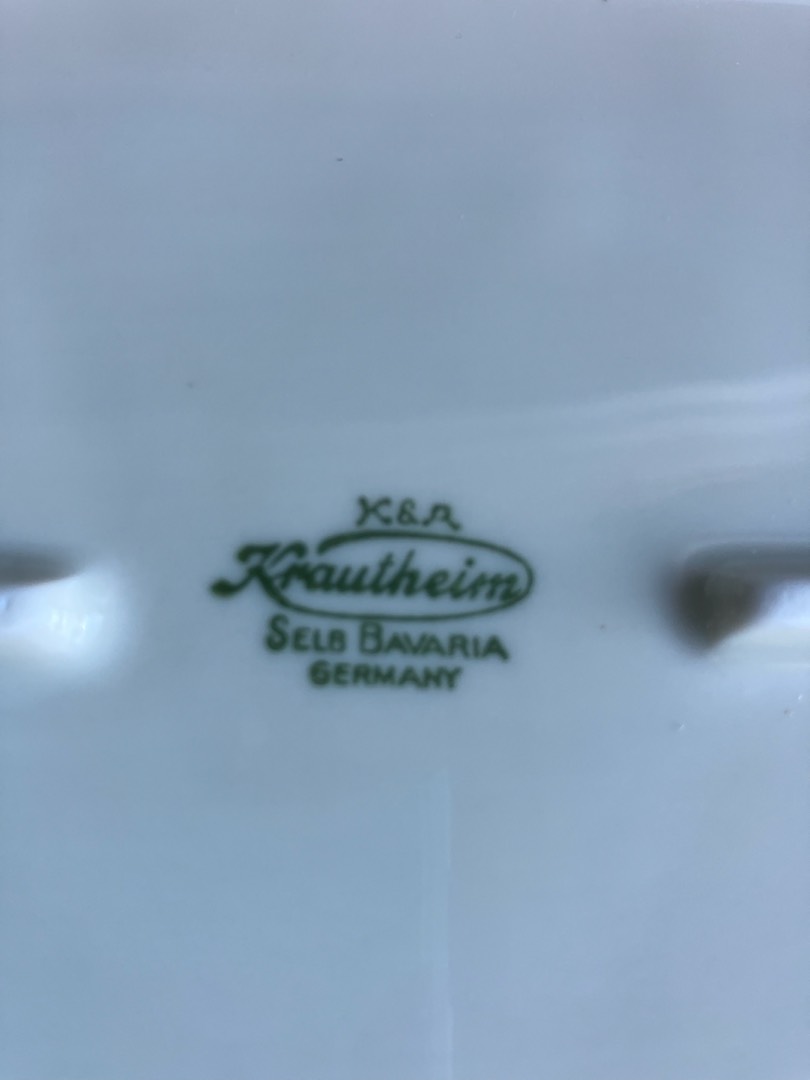 K&A
Krautheim
SELB BAVARIA
GERMANY